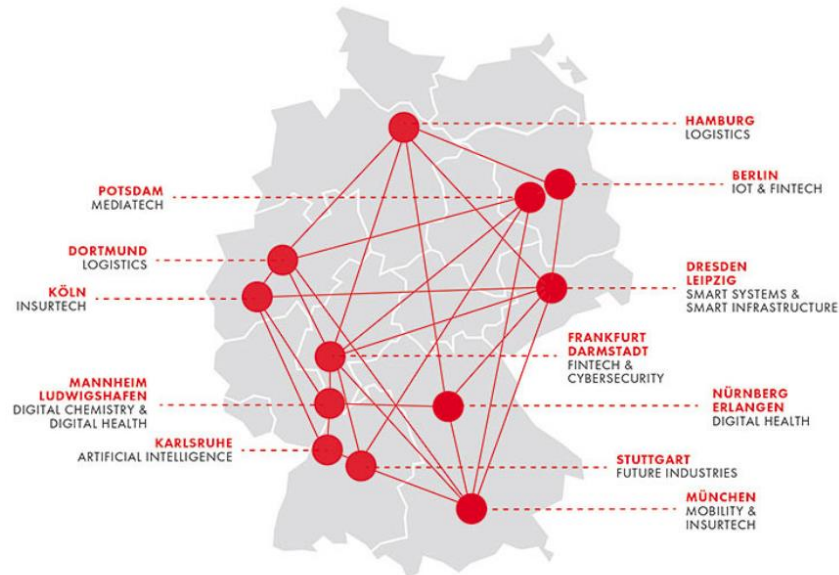 HAMBURG
LOGISTICS
BERLIN
IOT & FINTECH
POTSDAM
MEDIATECH
DORTMUND
LOGISTICS
KÖLN
INSURTECH
DRESDEN
LEIPZIG
SMART SYSTEMS &
SMART INFRASTRUCTURE
FRANKFURT
DARMSTADT
FINTECH &
CYBERSECURITY
MANNHEIM
LUDWIGSHAFEN
DIGITAL CHEMISTRY &
DIGITAL HEALTH
NÜRNBERG
ERLANGEN
DIGITAL HEALTH
KARLSRUHE
ARTIFICIAL INTELLIGENCE
STUTTGART
FUTURE INDUSTRIES
MÜNCHEN
MOBILITY &
INSURTECH